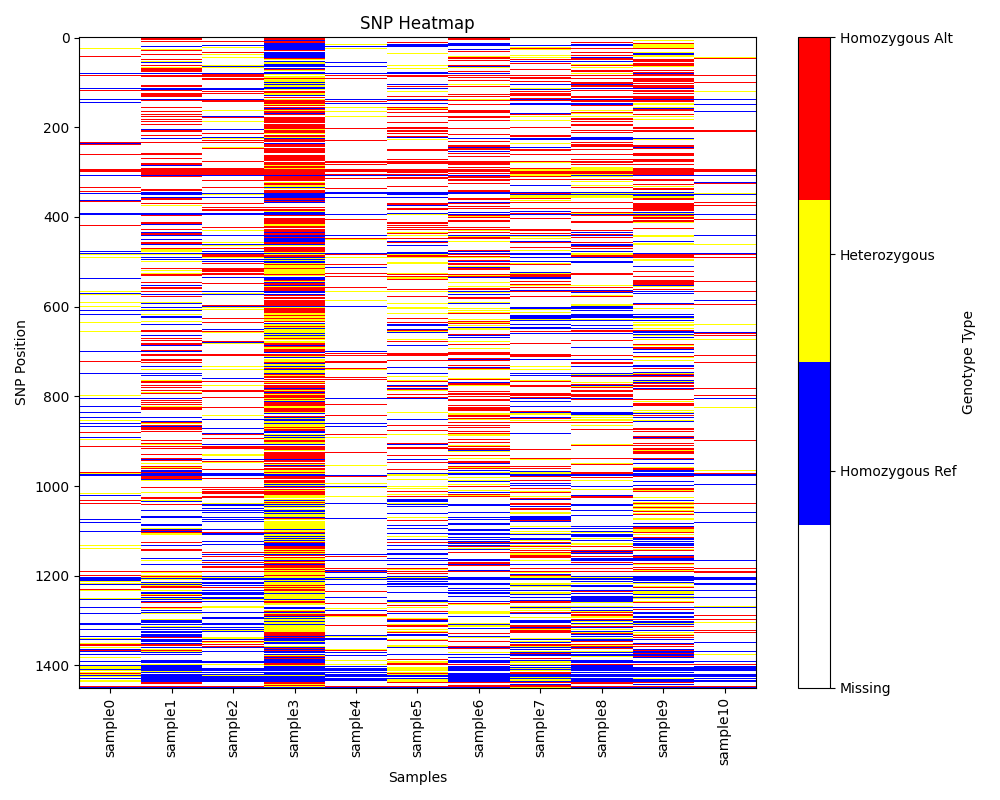 SNP Heatmap
SNP Position
0
200
400
600
800
1000
1200
1400
sample0
sample1
sample2
sample3
sample4
sample5
sample6
sample7
sample8
sample9
sample10
Samples
Homozygous Alt
Heterozygous
Homozygous Ref
Missing
Genotype Type